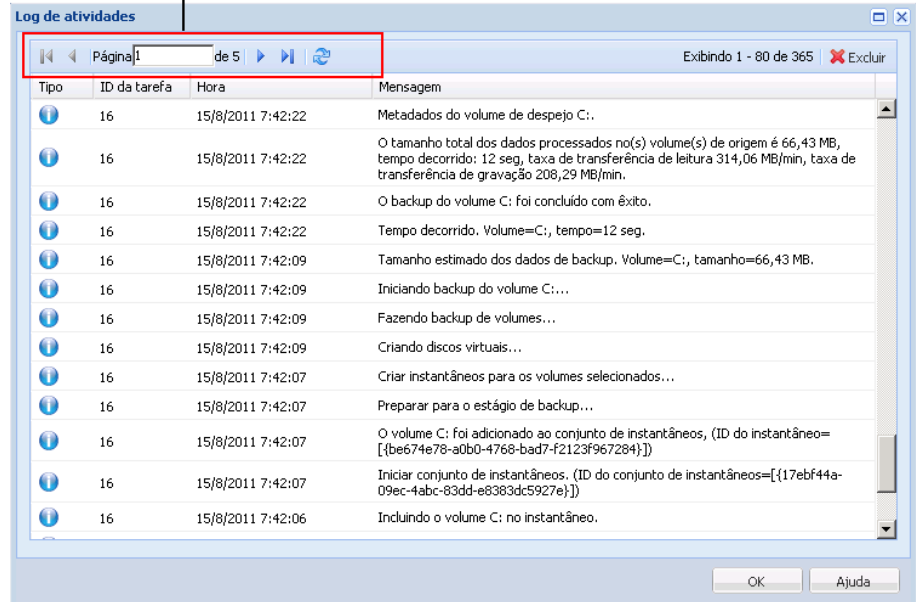 Log de atividades
Página 1 de 5 Exibindo 1 - 80 de 365 Excluir
Tipo ID da tarefa Hora Mensagem
16 15/8/2011 7:42:22 Metadados do volume de despejo C:.
16 15/8/2011 7:42:22 O tamanho total dos dados processados no(s) volume(s) de origem é 66,43 MB,
tempo decorrido: 12 seg, taxa de transferência de leitura 314,06 MB/min, taxa de
transferência de gravação 208,29 MB/min.
16 15/8/2011 7:42:22 O backup do volume C: foi concluído com êxito.
16 15/8/2011 7:42:22 Tempo decorrido. Volume=C:, tempo=12 seg.
16 15/8/2011 7:42:09 Tamanho estimado dos dados de backup. Volume=C:, tamanho=66,43 MB.
16 15/8/2011 7:42:09 Iniciando backup do volume C:...
16 15/8/2011 7:42:09 Fazendo backup de volumes...
16 15/8/2011 7:42:09 Criando discos virtuais...
16 15/8/2011 7:42:07 Criar instantâneos para os volumes selecionados...
16 15/8/2011 7:42:07 Preparar para o estágio de backup...
16 15/8/2011 7:42:07 O volume C: foi adicionado ao conjunto de instantâneos, (ID do instantâneo=
[{be674e78-a0b0-4768-bad7-f2123f967284}])
16 15/8/2011 7:42:07 Iniciar conjunto de instantâneos. (ID do conjunto de instantâneos=[{17ebf44a-
09ec-4abc-83dd-e8383dc5927e}])
16 15/8/2011 7:42:06 Incluindo o volume C: no instantâneo.
OK Ajuda